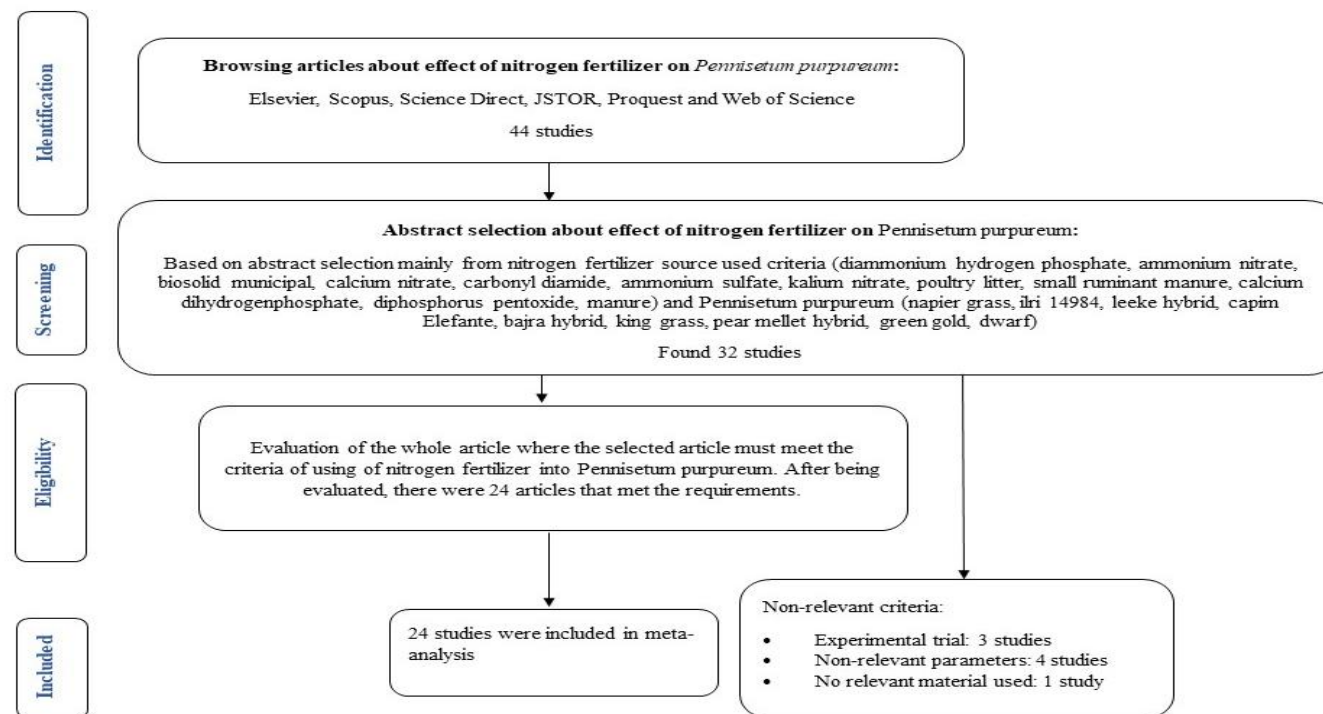 Identification
Browsing articles about effect of nitrogen fertilizer on Pennisetum purpureum:
Elsevier, Scopus, Science Direct, JSTOR, Proquest and Web of Science
44 studies
Screening
Abstract selection about effect of nitrogen fertilizer on Pennisetum purpureum:
Based on abstract selection mainly from nitrogen fertilizer source used criteria (diammonium hydrogen phosphate, ammonium nitrate,
biosolid municipal, calcium nitrate, carbonyl diamide, ammonium sulfate, kalium nitrate, poultry litter, small ruminant manure, calcium
dihydrogenphosphate, diphosphorus pentoxide, manure) and Pennisetum purpureum (napier grass, ilri 14984, leeke hybrid, capim
Elefante, bajra hybrid, king grass, pear mellet hybrid, green gold, dwarf)
Found 32 studies
Eligibility
Evaluation of the whole article where the selected article must meet the
criteria of using of nitrogen fertilizer into Pennisetum purpureum. After being
evaluated, there were 24 articles that met the requirements.
Included
24 studies were included in meta-
analysis
Non-relevant criteria:
• Experimental trial: 3 studies
• Non-relevant parameters: 4 studies
• No relevant material used: 1 study